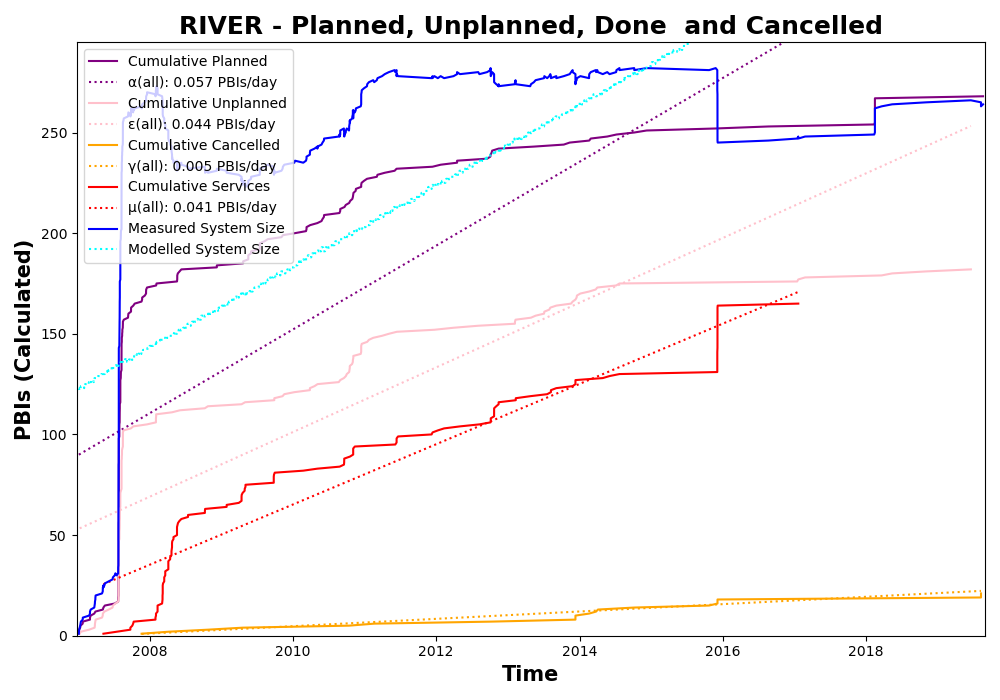 RIVER - Planned, Unplanned, Done  and Cancelled
Cumulative Planned
α(all): 0.057 PBIs/day
Cumulative Unplanned
ε(all): 0.044 PBIs/day
Cumulative Cancelled
γ(all): 0.005 PBIs/day
Cumulative Services
μ(all): 0.041 PBIs/day
Measured System Size
Modelled System Size
PBIs (Calculated)
250
200
150
100
50
0
2008 2010 2012 2014 2016 2018
Time